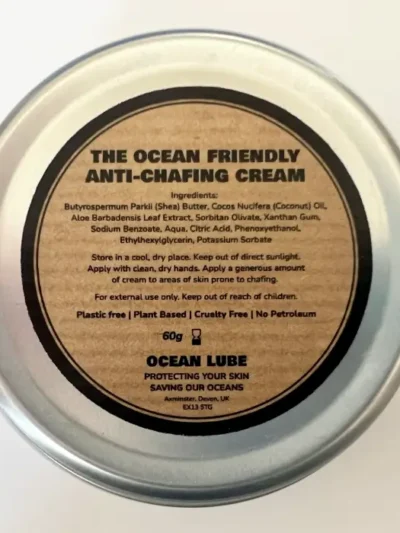 THE OCEAN FRIENDLY
ANTI-CHAFING CREAM
Ingredients:
Butyrospermum Parkii (Shea) Butter, Cocos Nucifera (Coconut) Oil,
Aloe Barbadensis Leaf Extract, Sorbitan Olivate, Xanthan Gum,
Sodium Benzoate, Aqua, Citric Acid, Phenoxyethanol,
Ethylhexylglycerin, Potassium Sorbate
Store in a cool, dry place. Keep out of direct sunlight.
Apply with clean, dry hands. Apply a generous amount
of cream to areas of skin prone to chafing.
For external use only. Keep out of reach of children.
Plastic free | Plant Based | Cruelty Free | No Petroleum
60g
OCEAN LUBE
PROTECTING YOUR SKIN
SAVING OUR OCEANS
Axminster, Devon, UK
EX13 5TG